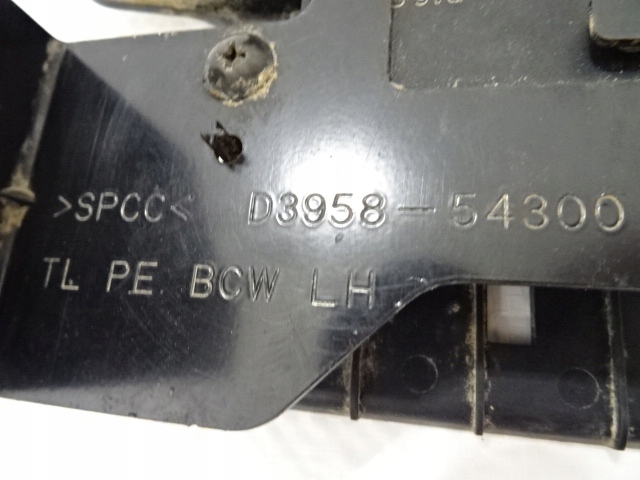 >SPCC< D3958-54300
TL PE BCW LH